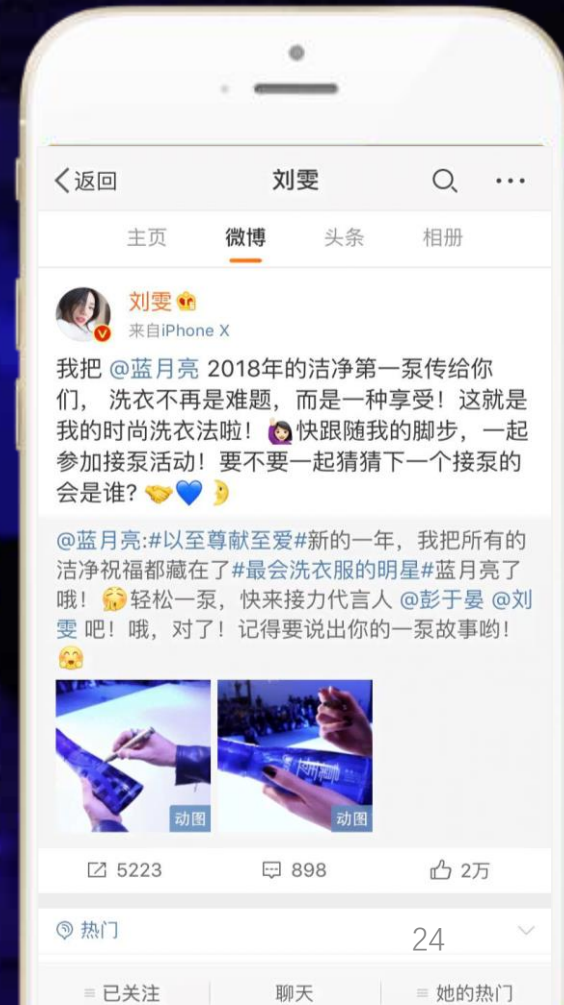 返回
刘雯
主页
微博
头条
相册
刘雯
来自iPhone X
我把 @蓝月亮 2018年的洁净第一泵传给你
们， 洗衣不再是难题，而是一种享受！这就是
我的时尚洗衣法啦！🙋🏻‍♀️快跟随我的脚步，一起
参加接泵活动！要不要一起猜猜下一个接泵的
会是谁？🤝💙🌛
@蓝月亮:#以至尊献至爱#新的一年，我把所有的
洁净祝福都藏在了#最会洗衣服的明星#蓝月亮了
哦！🤫轻松一泵，快来接力代言人 @彭于晏 @刘
雯 吧！哦，对了！记得要说出你的一泵故事哟！
🤗
动图
至尊
动图
5223
898
2万
热门
24
已关注
聊天
她的热门